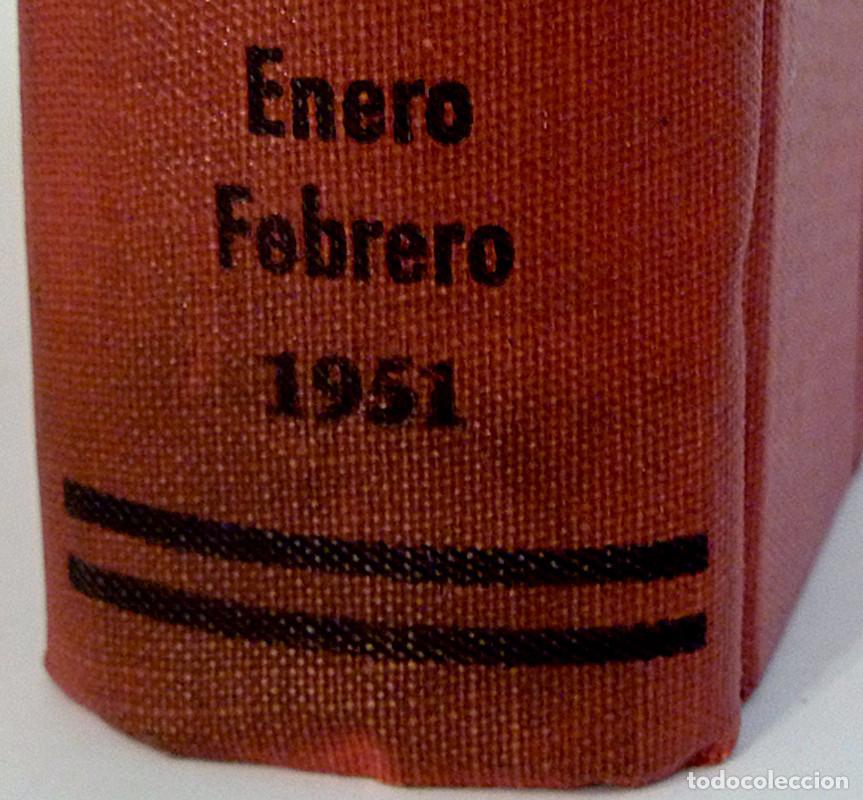 Enero
Febrero
1951
todocoleccion